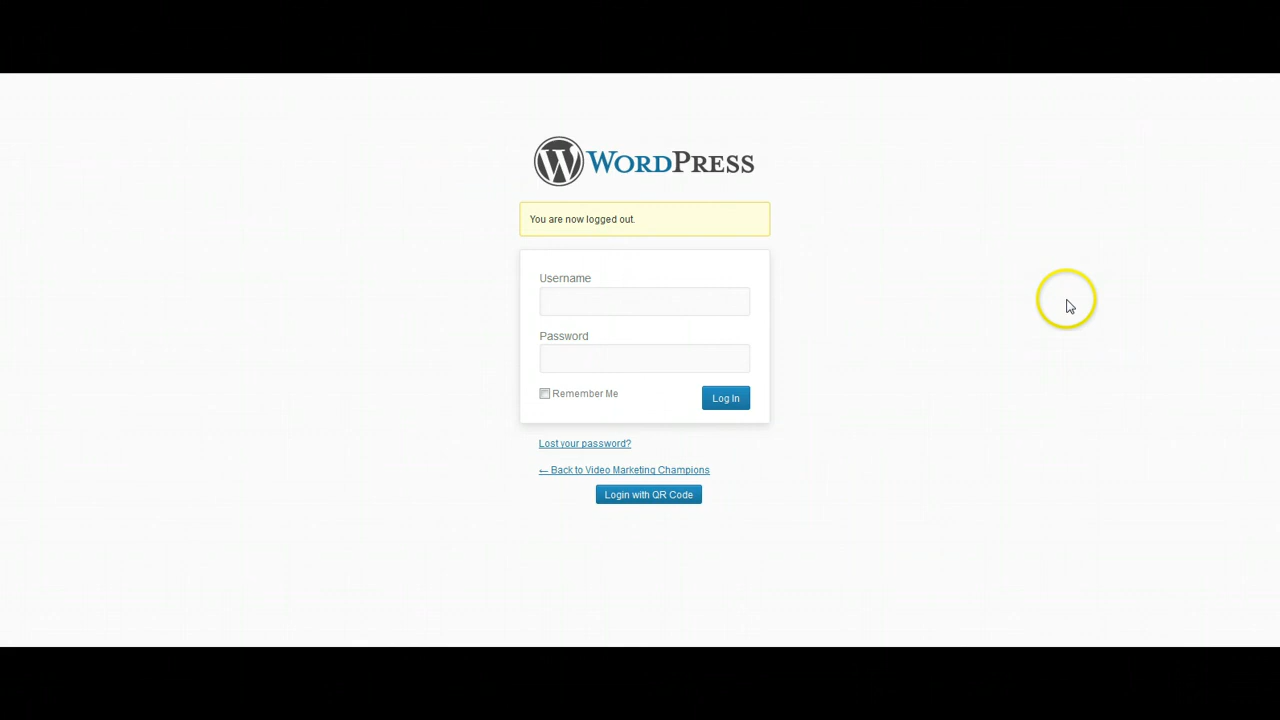 WORDPRESS
You are now logged out.
Username
Password
Remember Me
Log In
Lost your password?
← Back to Video Marketing Champions
Login with QR Code